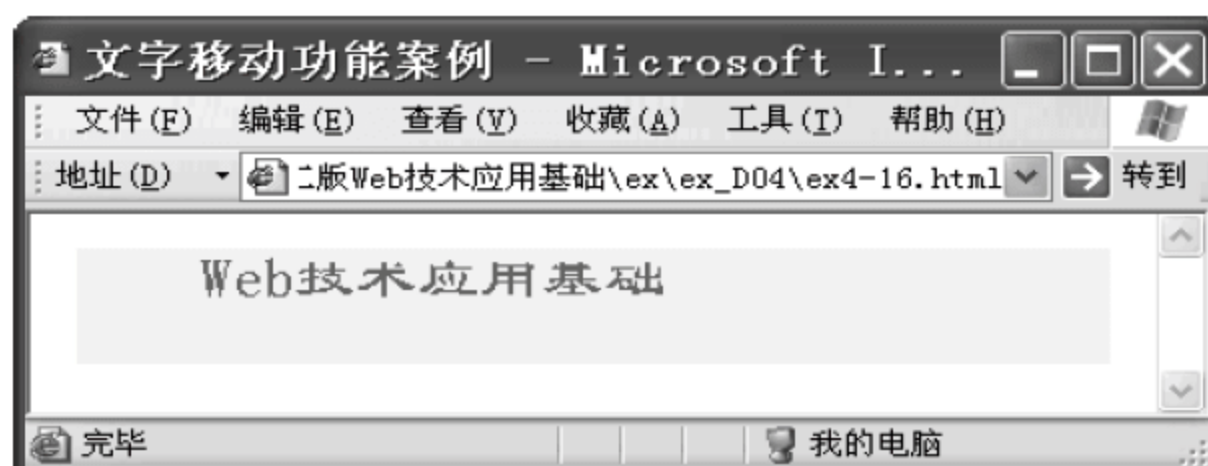 文字移动功能案例 - Microsoft I...
文件(F) 编辑(E) 查看(V) 收藏(A) 工具(T) 帮助(H)
地址(D) 版Web技术应用基础\ex\ex_D04\ex4-16.html 转到
Web技术应用基础
完毕 我的电脑